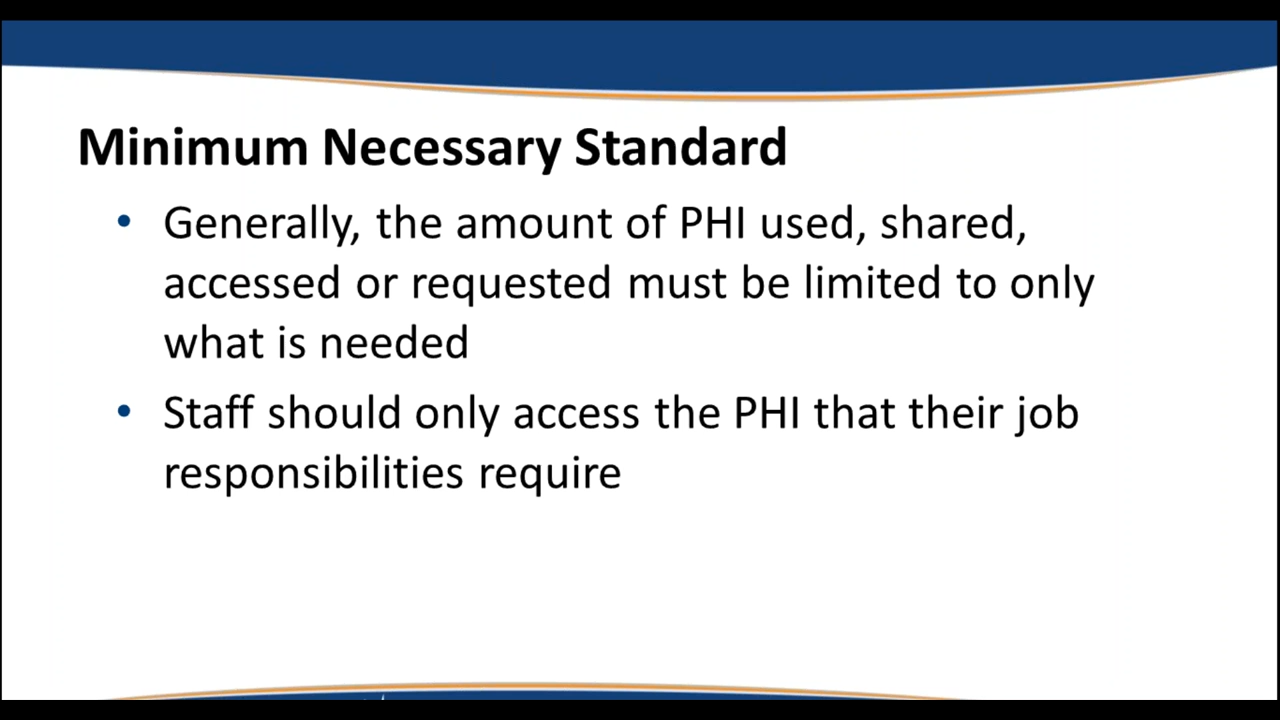 Minimum Necessary Standard
• Generally, the amount of PHI used, shared,
accessed or requested must be limited to only
what is needed
• Staff should only access the PHI that their job
responsibilities require